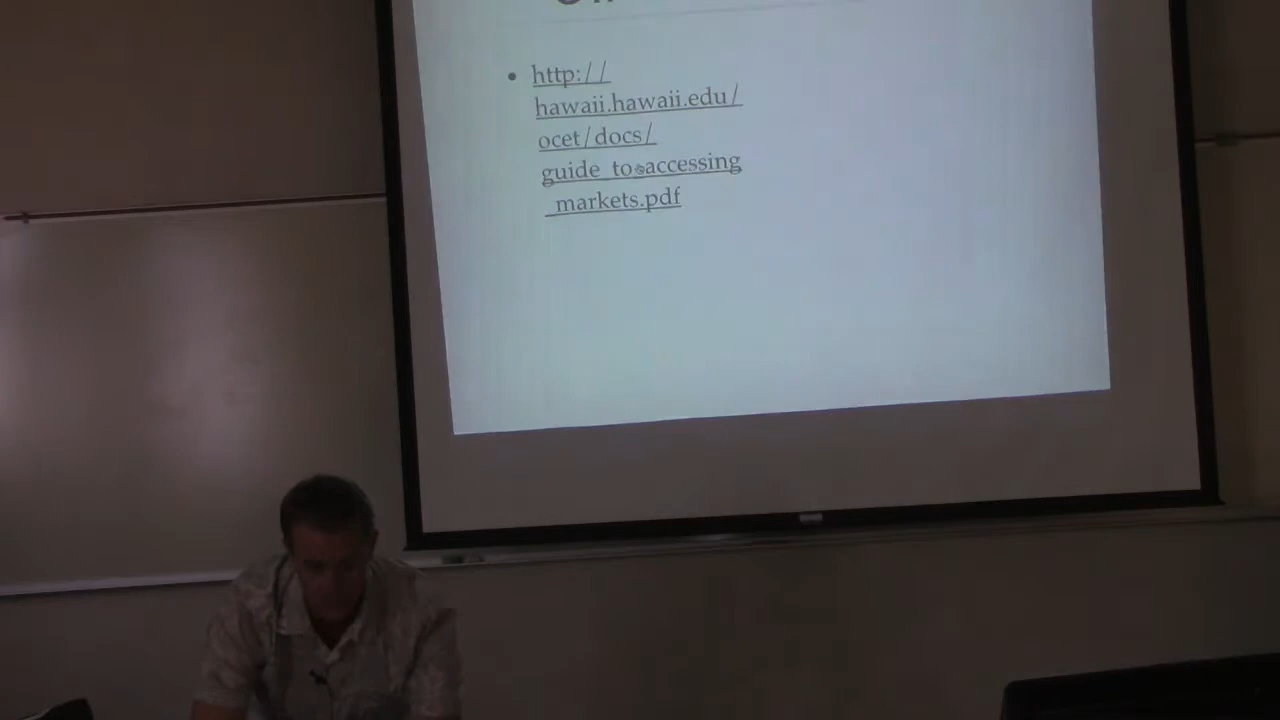 http://
hawaii.hawaii.edu/
ocet/docs/
guide_to_accessing
_markets.pdf